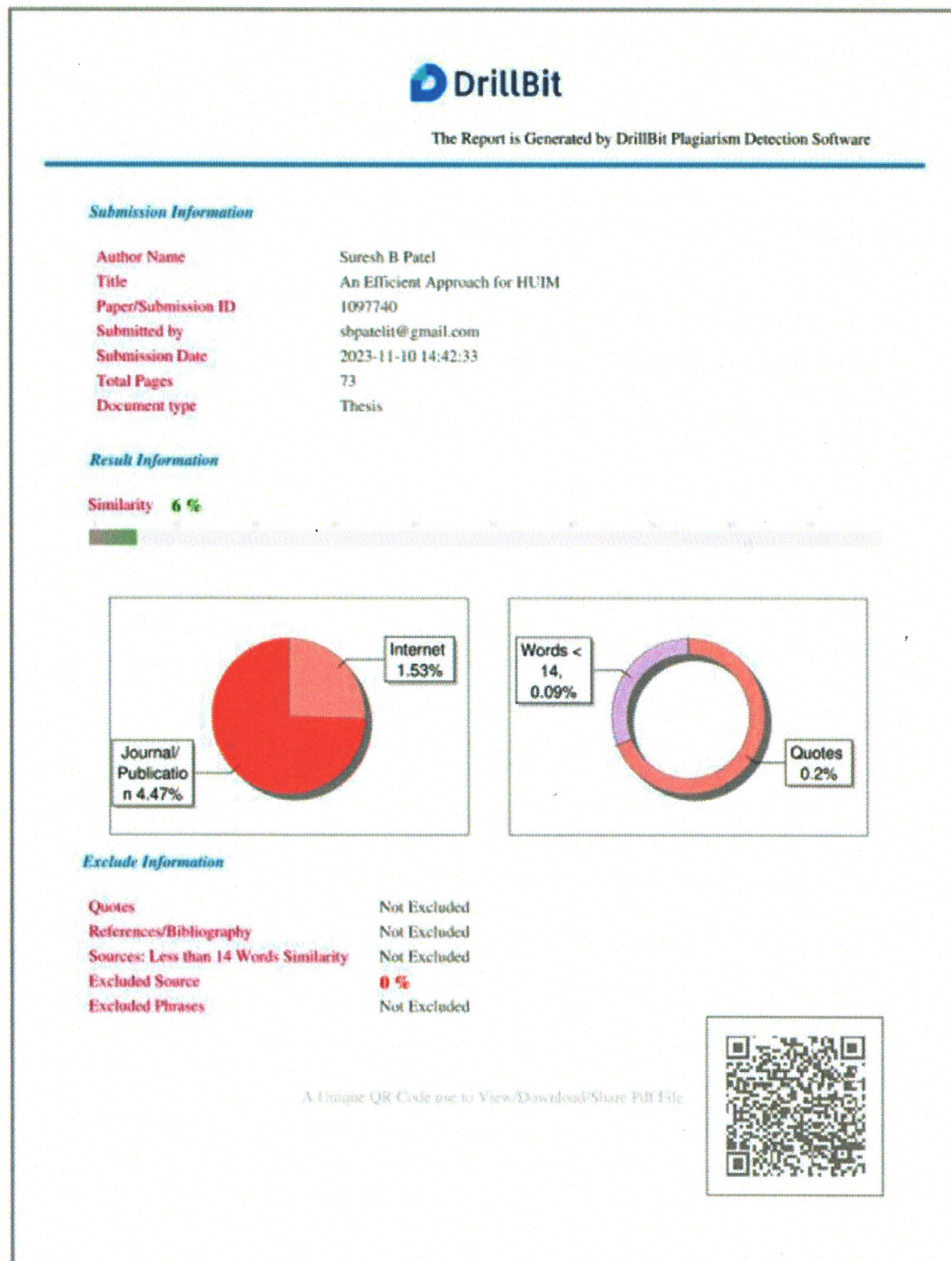 DrillBit
The Report is Generated by DrillBit Plagiarism Detection Software
Submission Information
Author Name Suresh B Patel
Title An Efficient Approach for HUIM
Paper/Submission ID 1097740
Submitted by sbpatelit@gmail.com
Submission Date 2023-11-10 14:42:33
Total Pages 73
Document type Thesis
Result Information
Similarity 6 %
Internet
1.53%
Journal/
Publicatio
n 4.47%
Words <
14,
0.09%
Quotes
0.2%
Exclude Information
Quotes Not Excluded
References/Bibliography Not Excluded
Sources: Less than 14 Words Similarity Not Excluded
Excluded Source 0 %
Excluded Phrases Not Excluded
A Unique QR Code use to View/Download/Share Pdf File